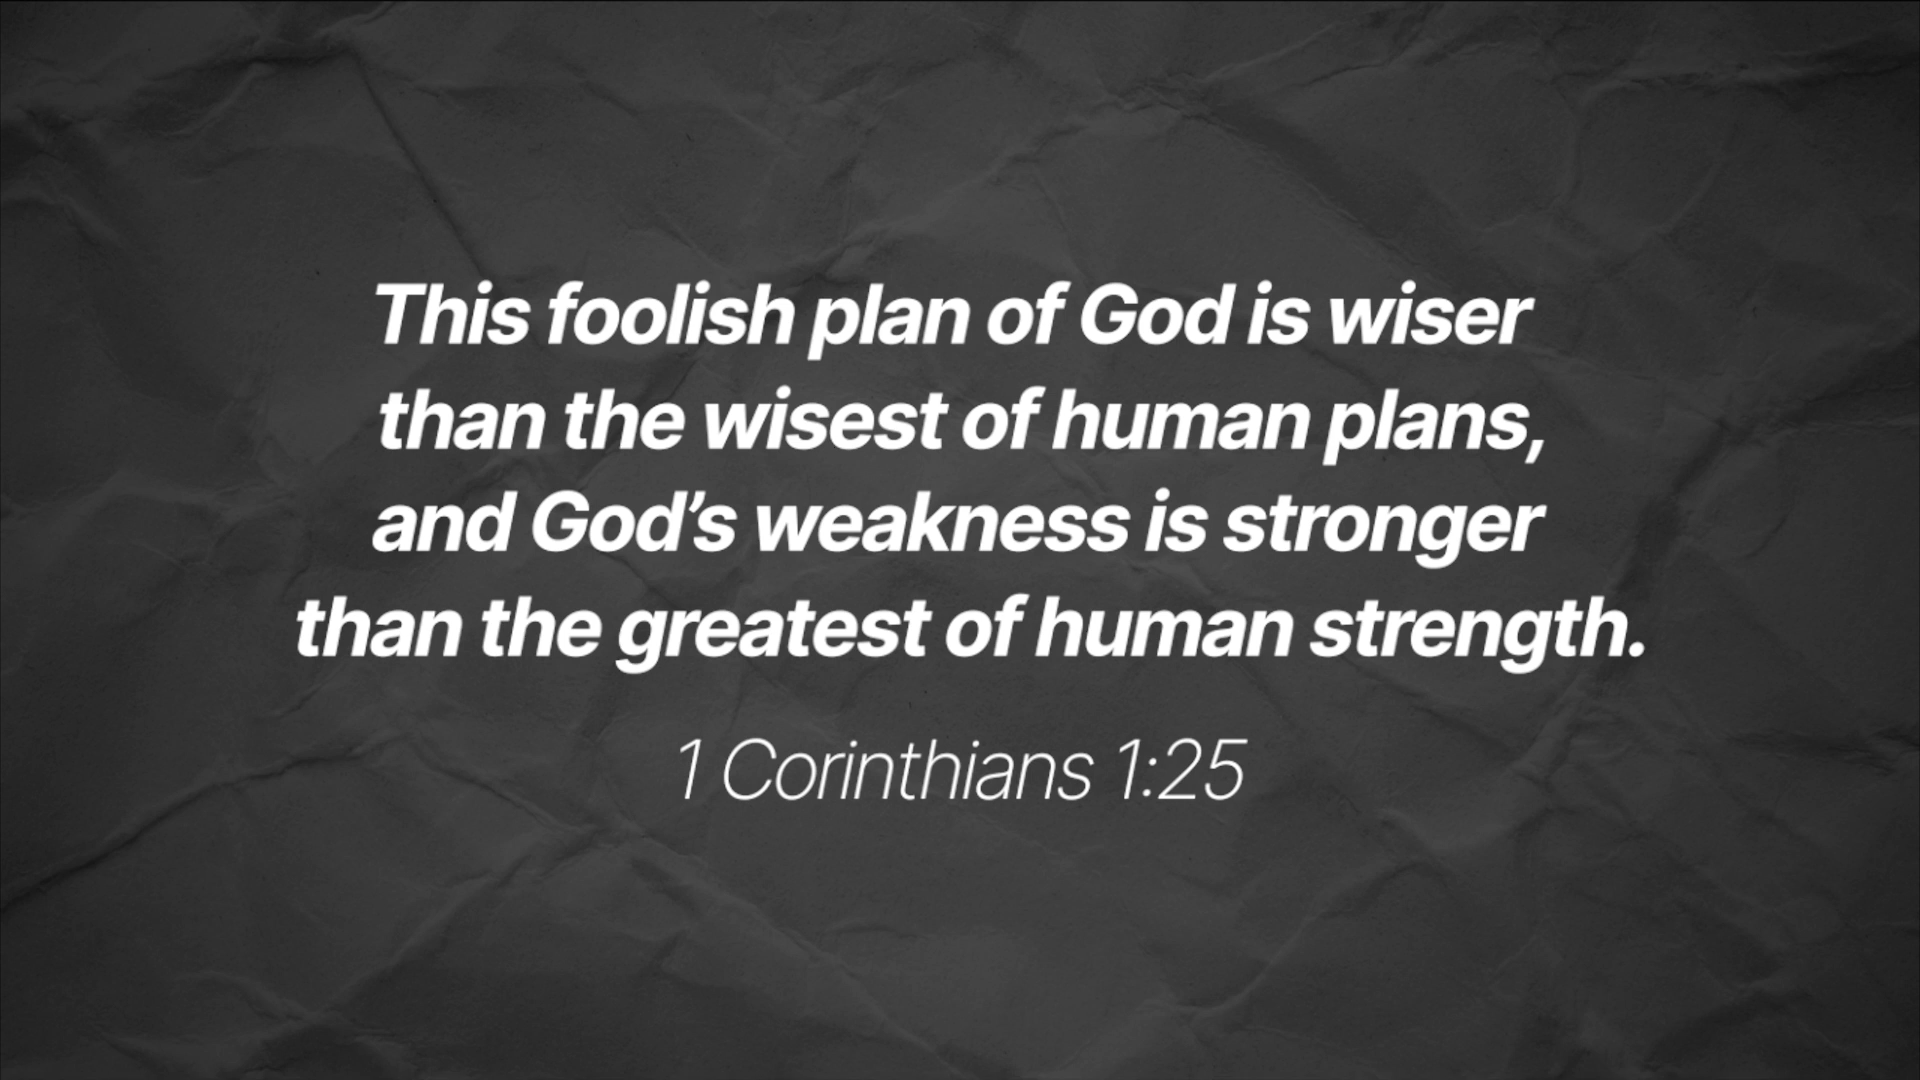 This foolish plan of God is wiser
than the wisest of human plans,
and God’s weakness is stronger
than the greatest of human strength.
1 Corinthians 1:25